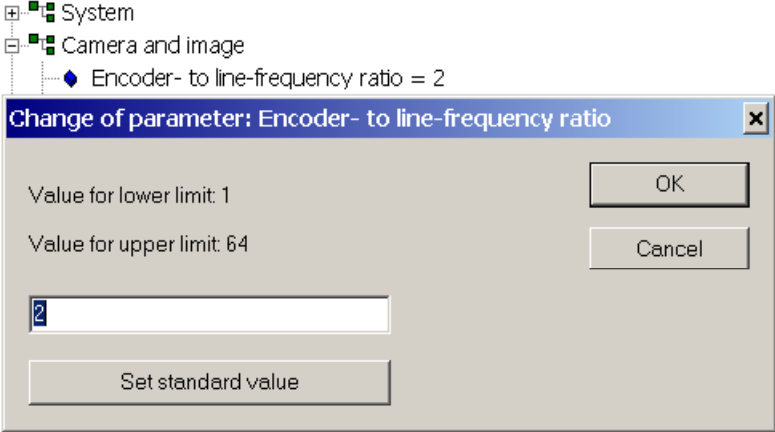 System
Camera and image
Encoder- to line-frequency ratio = 2
Change of parameter: Encoder- to line-frequency ratio
Value for lower limit: 1
OK
Value for upper limit: 64
Cancel
2
Set standard value